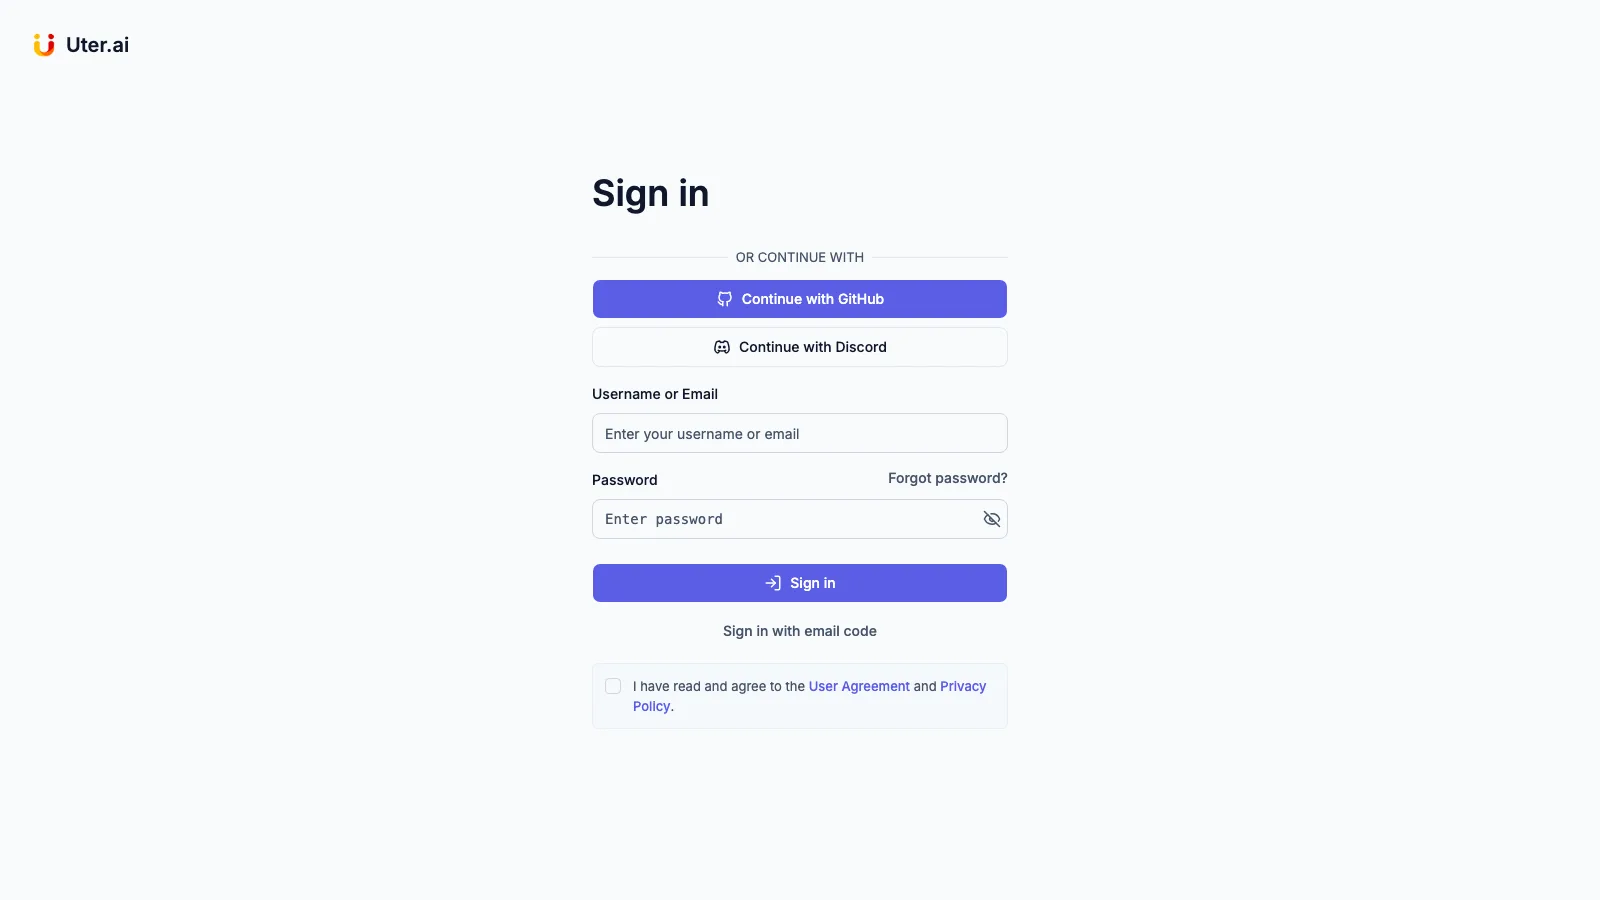 Uter.ai
Sign in
OR CONTINUE WITH
Continue with GitHub
Continue with Discord
Username or Email
Enter your username or email
Password
Forgot password?
Enter password
Sign in
Sign in with email code
I have read and agree to the User Agreement and Privacy
Policy.